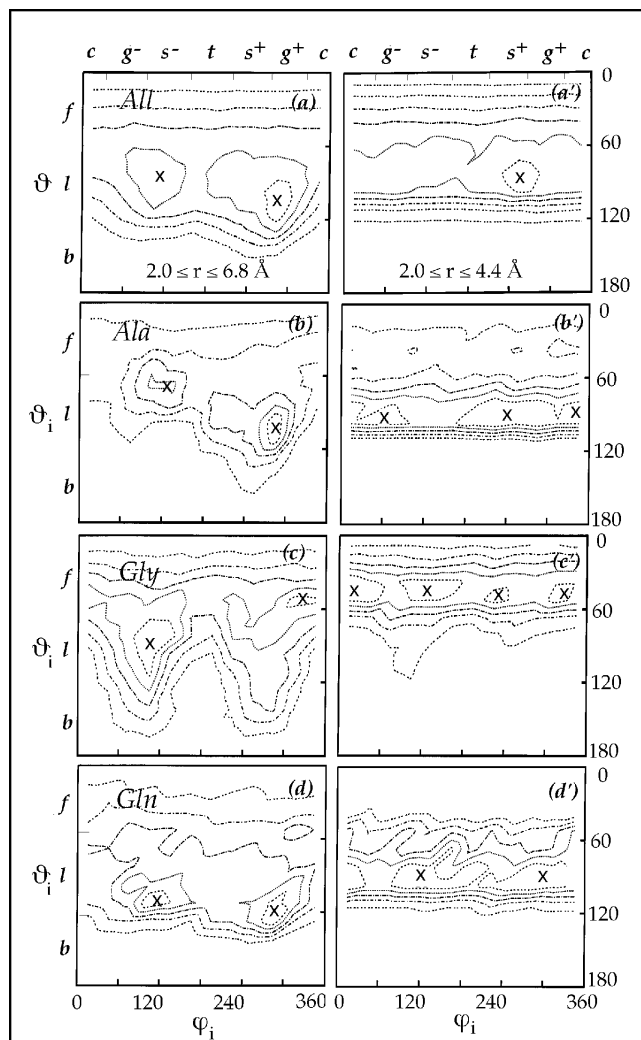 c g- s- t s+ g+ c c g- s- t s+ g+ c
All (a) (a') 0
f
X 60
ϑ l X X
120
b
2.0 ≤ r ≤ 6.8 Å 2.0 ≤ r ≤ 4.4 Å
180
Ala (b) (b') 0
f
X 60
ϑi l X X X X
b 120
180
Gly (c) (c') 0
f
X X X X X
60
ϑi l X
120
b
180
Gln (d) (d') 0
f
60
ϑi l X X
X X
120
b
180
0 120 240 360 0 120 240 360
φi φi